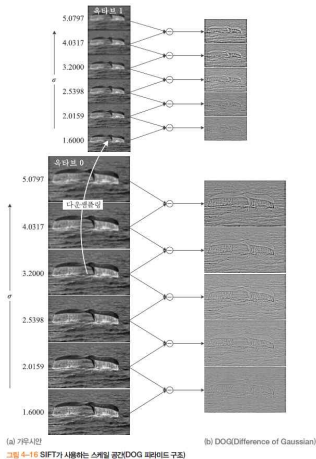 옥타브 1
5.0797
4.0317
3.2000
2.5398
2.0159
1.6000
σ
옥타브 0
다운샘플링
5.0797
4.0317
3.2000
2.5398
2.0159
1.6000
σ
(a) 가우시안
(b) DOG(Difference of Gaussian)
그림 4-16 SIFT가 사용하는 스케일 공간(DOG 피라미드 구조)